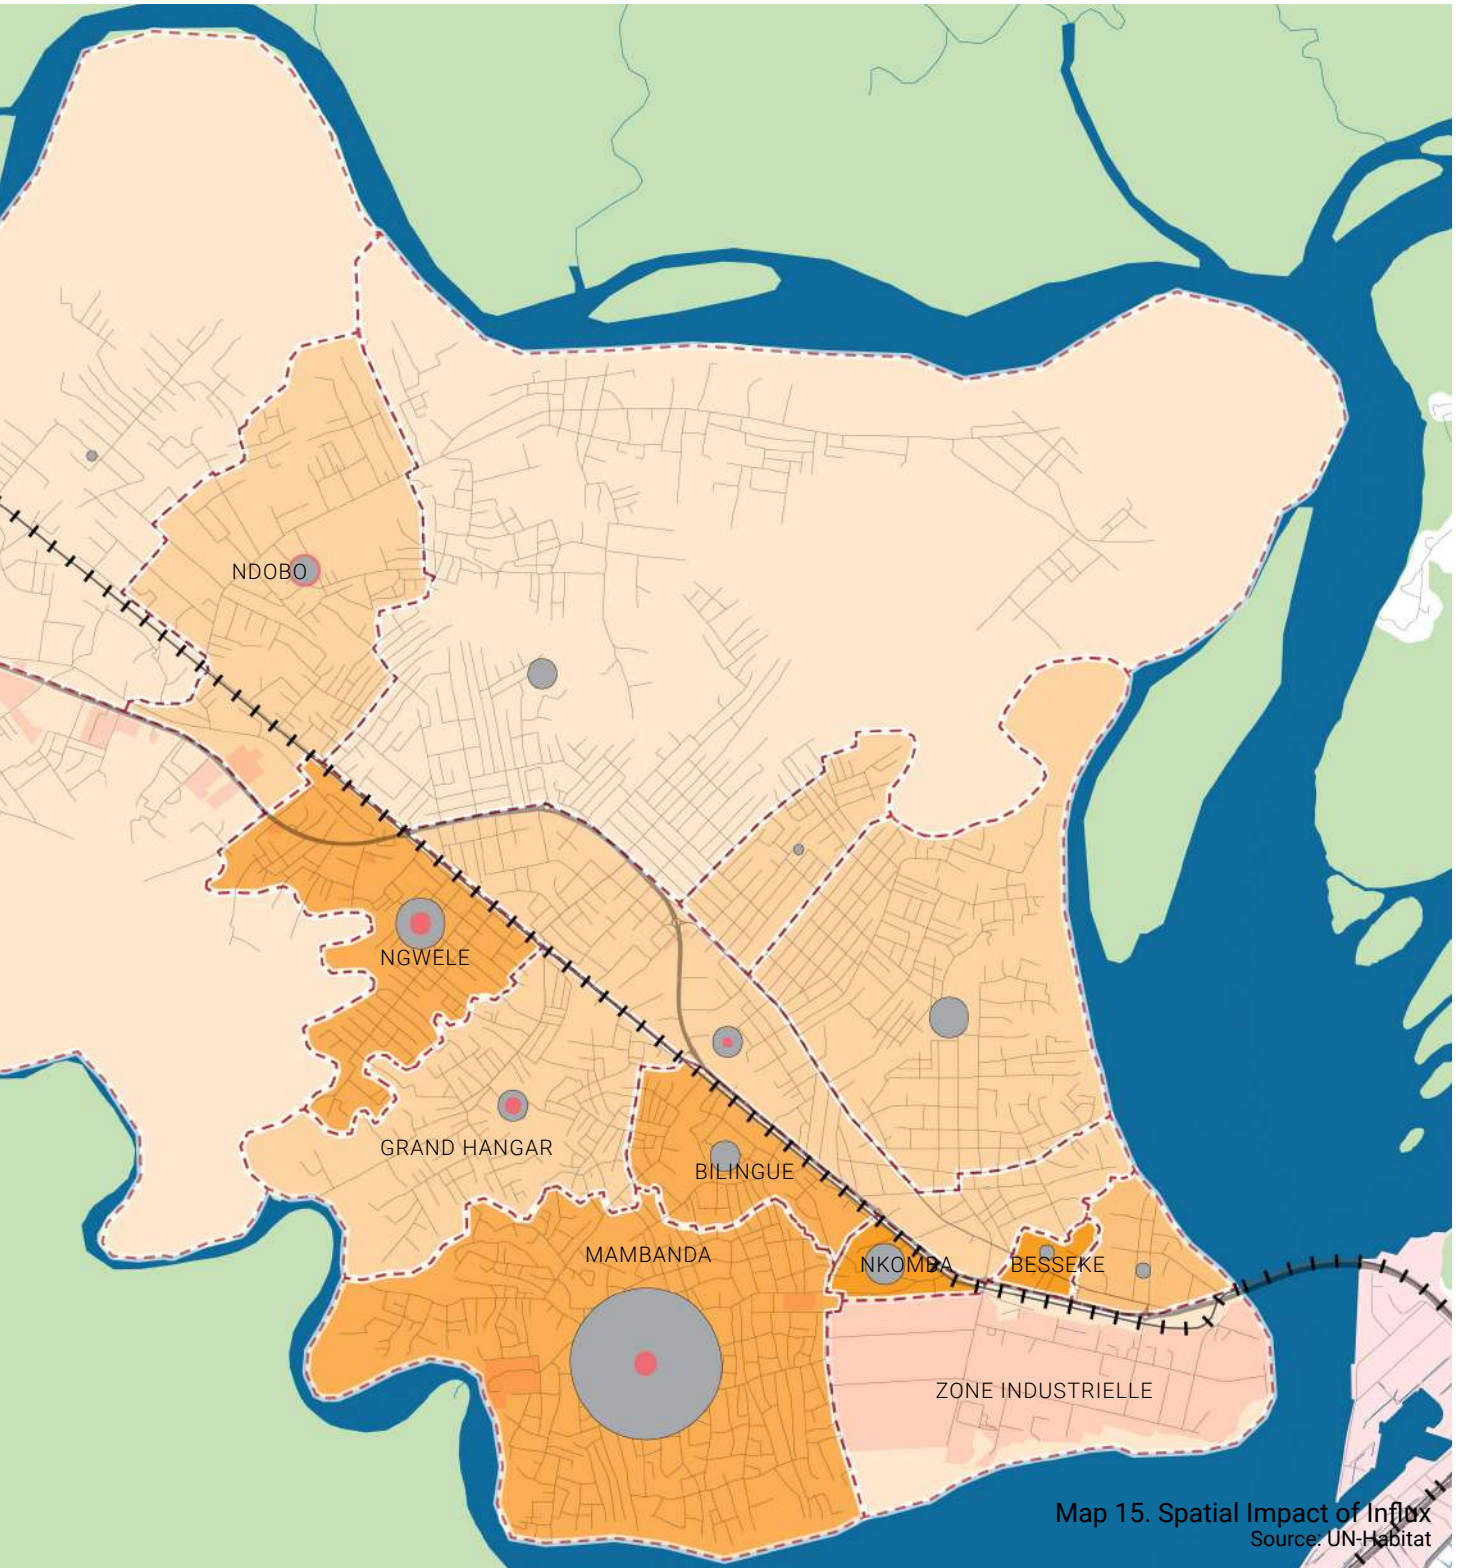 NDOBO
NGWELE
GRAND HANGAR
BILINGUE
MAMBANDA
NKOMBA
BESSEKE
ZONE INDUSTRIELLE
Map 15. Spatial Impact of Influx
Source: UN-Habitat